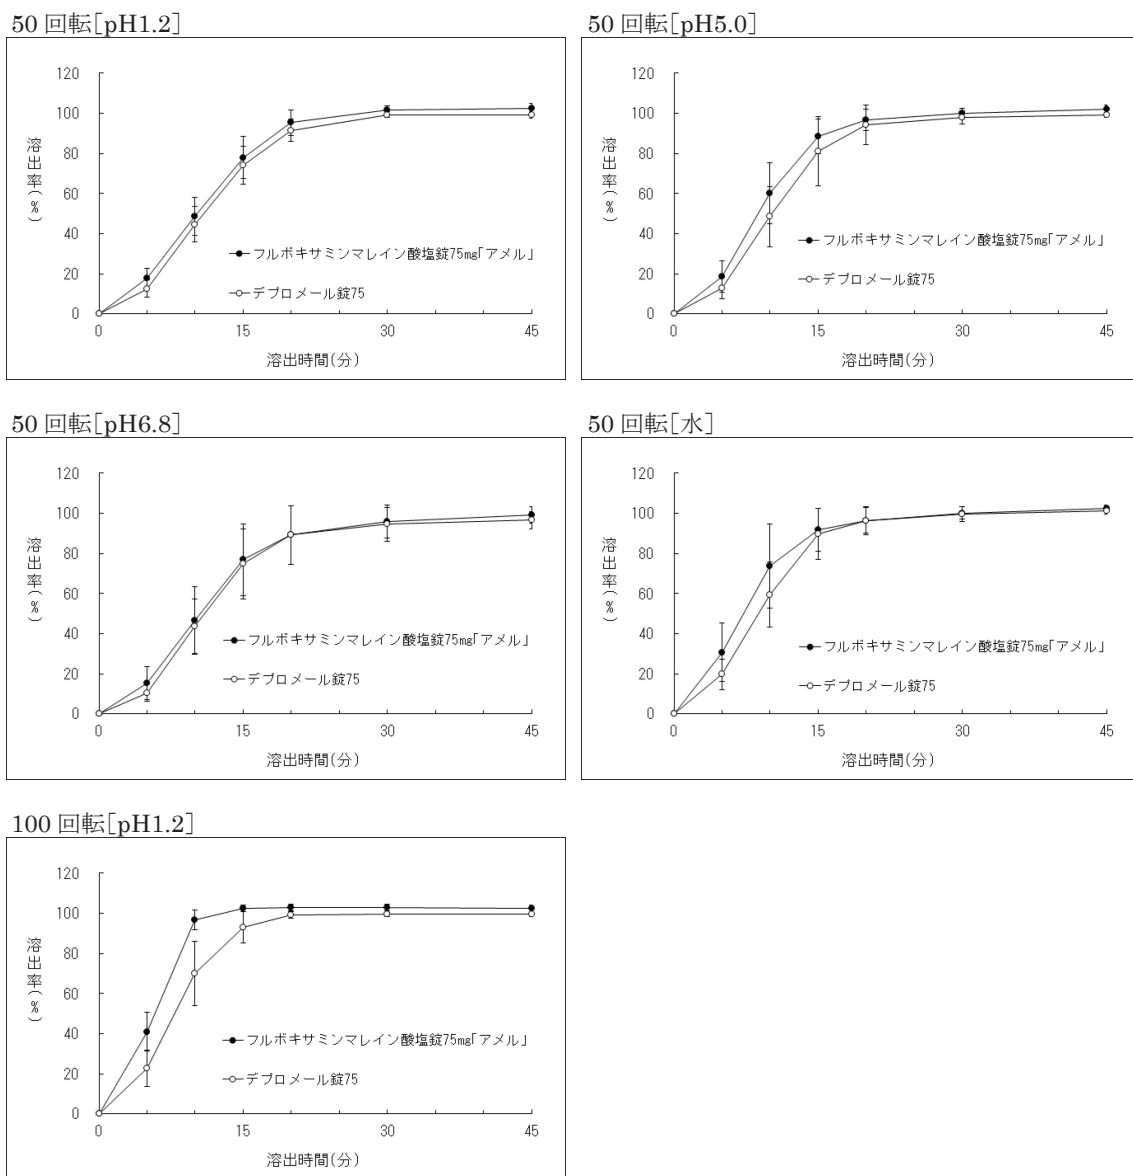 50 回転[pH1.2]
120
100
80
60
40
20
0
溶出率(%)
フルボキサミンマレイン酸塩錠75mg「アメル」
デプロメール錠75
0 15 30 45
溶出時間(分)
50 回転[pH5.0]
120
100
80
60
40
20
0
溶出率(%)
フルボキサミンマレイン酸塩錠75mg「アメル」
デプロメール錠75
0 15 30 45
溶出時間(分)
50 回転[pH6.8]
120
100
80
60
40
20
0
溶出率(%)
フルボキサミンマレイン酸塩錠75mg「アメル」
デプロメール錠75
0 15 30 45
溶出時間(分)
50 回転[水]
120
100
80
60
40
20
0
溶出率(%)
フルボキサミンマレイン酸塩錠75mg「アメル」
デプロメール錠75
0 15 30 45
溶出時間(分)
100 回転[pH1.2]
120
100
80
60
40
20
0
溶出率(%)
フルボキサミンマレイン酸塩錠75mg「アメル」
デプロメール錠75
0 15 30 45
溶出時間(分)